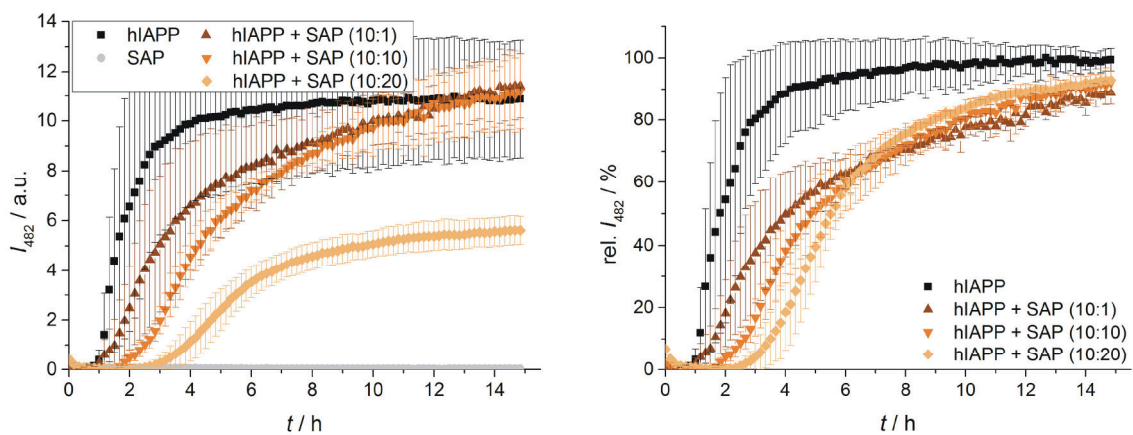 14
12
10
8
6
4
2
0
I482 / a.u.
hIAPP
SAP
hIAPP + SAP (10:1)
hIAPP + SAP (10:10)
hIAPP + SAP (10:20)
0 2 4 6 8 10 12 14
t / h
100
80
60
40
20
0
rel. I482 / %
hIAPP
hIAPP + SAP (10:1)
hIAPP + SAP (10:10)
hIAPP + SAP (10:20)
0 2 4 6 8 10 12 14
t / h